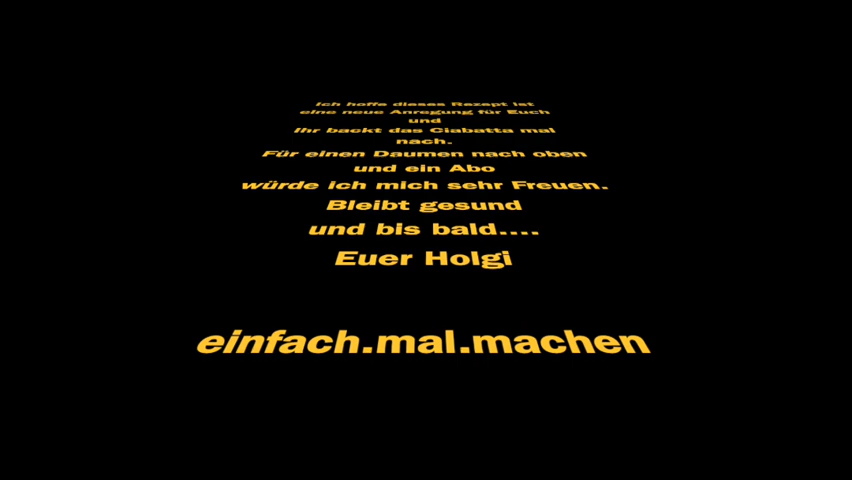 Ich hoffe dieses Rezept ist
eine neue Anregung für Euch
und
Ihr backt das Ciabatta mal
nach.
Für einen Daumen nach oben
und ein Abo
würde ich mich sehr Freuen.
Bleibt gesund
und bis bald....
Euer Holgi
einfach.mal.machen